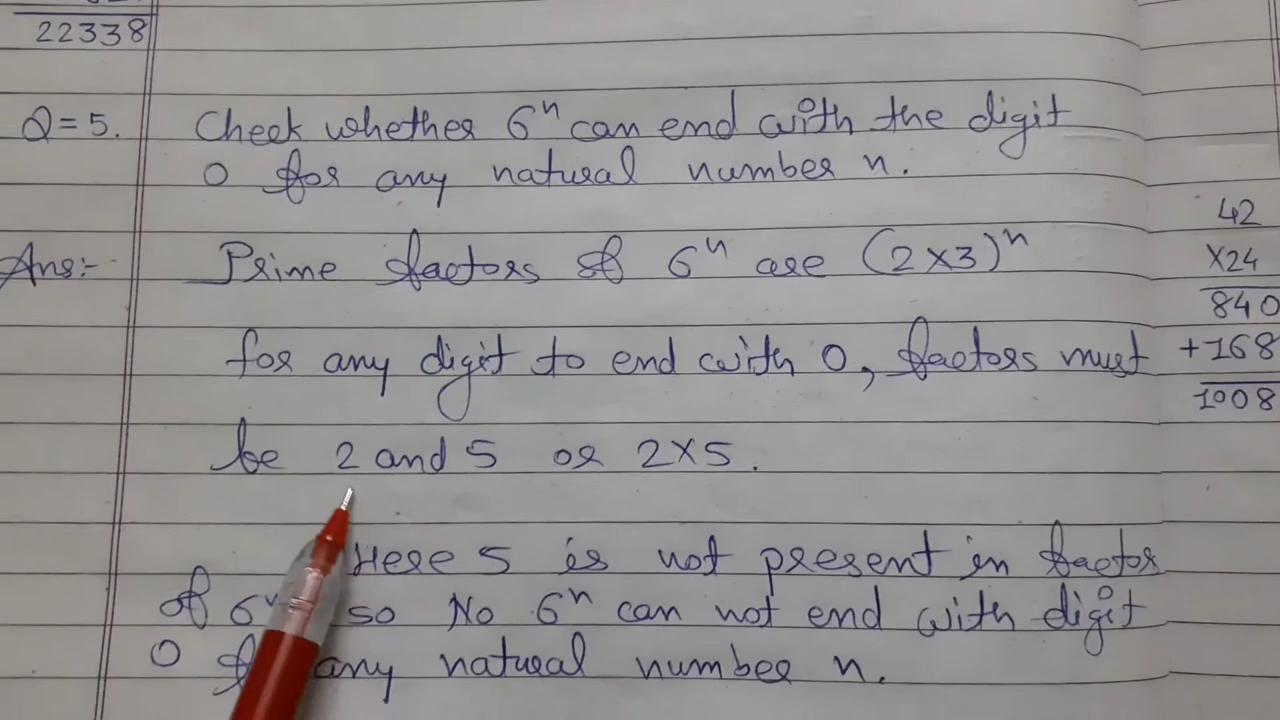 22338
Q=5. Check whether 6ⁿ can end with the digit
0 for any natural number n.
Ans:- Prime factors of 6ⁿ are (2×3)ⁿ
for any digit to end with 0, factors must
be 2 and 5 or 2×5.
Here 5 is not present in factor
of 6ⁿ so No 6ⁿ can not end with digit
0 any natural number n.
42
×24
840
+168
1008